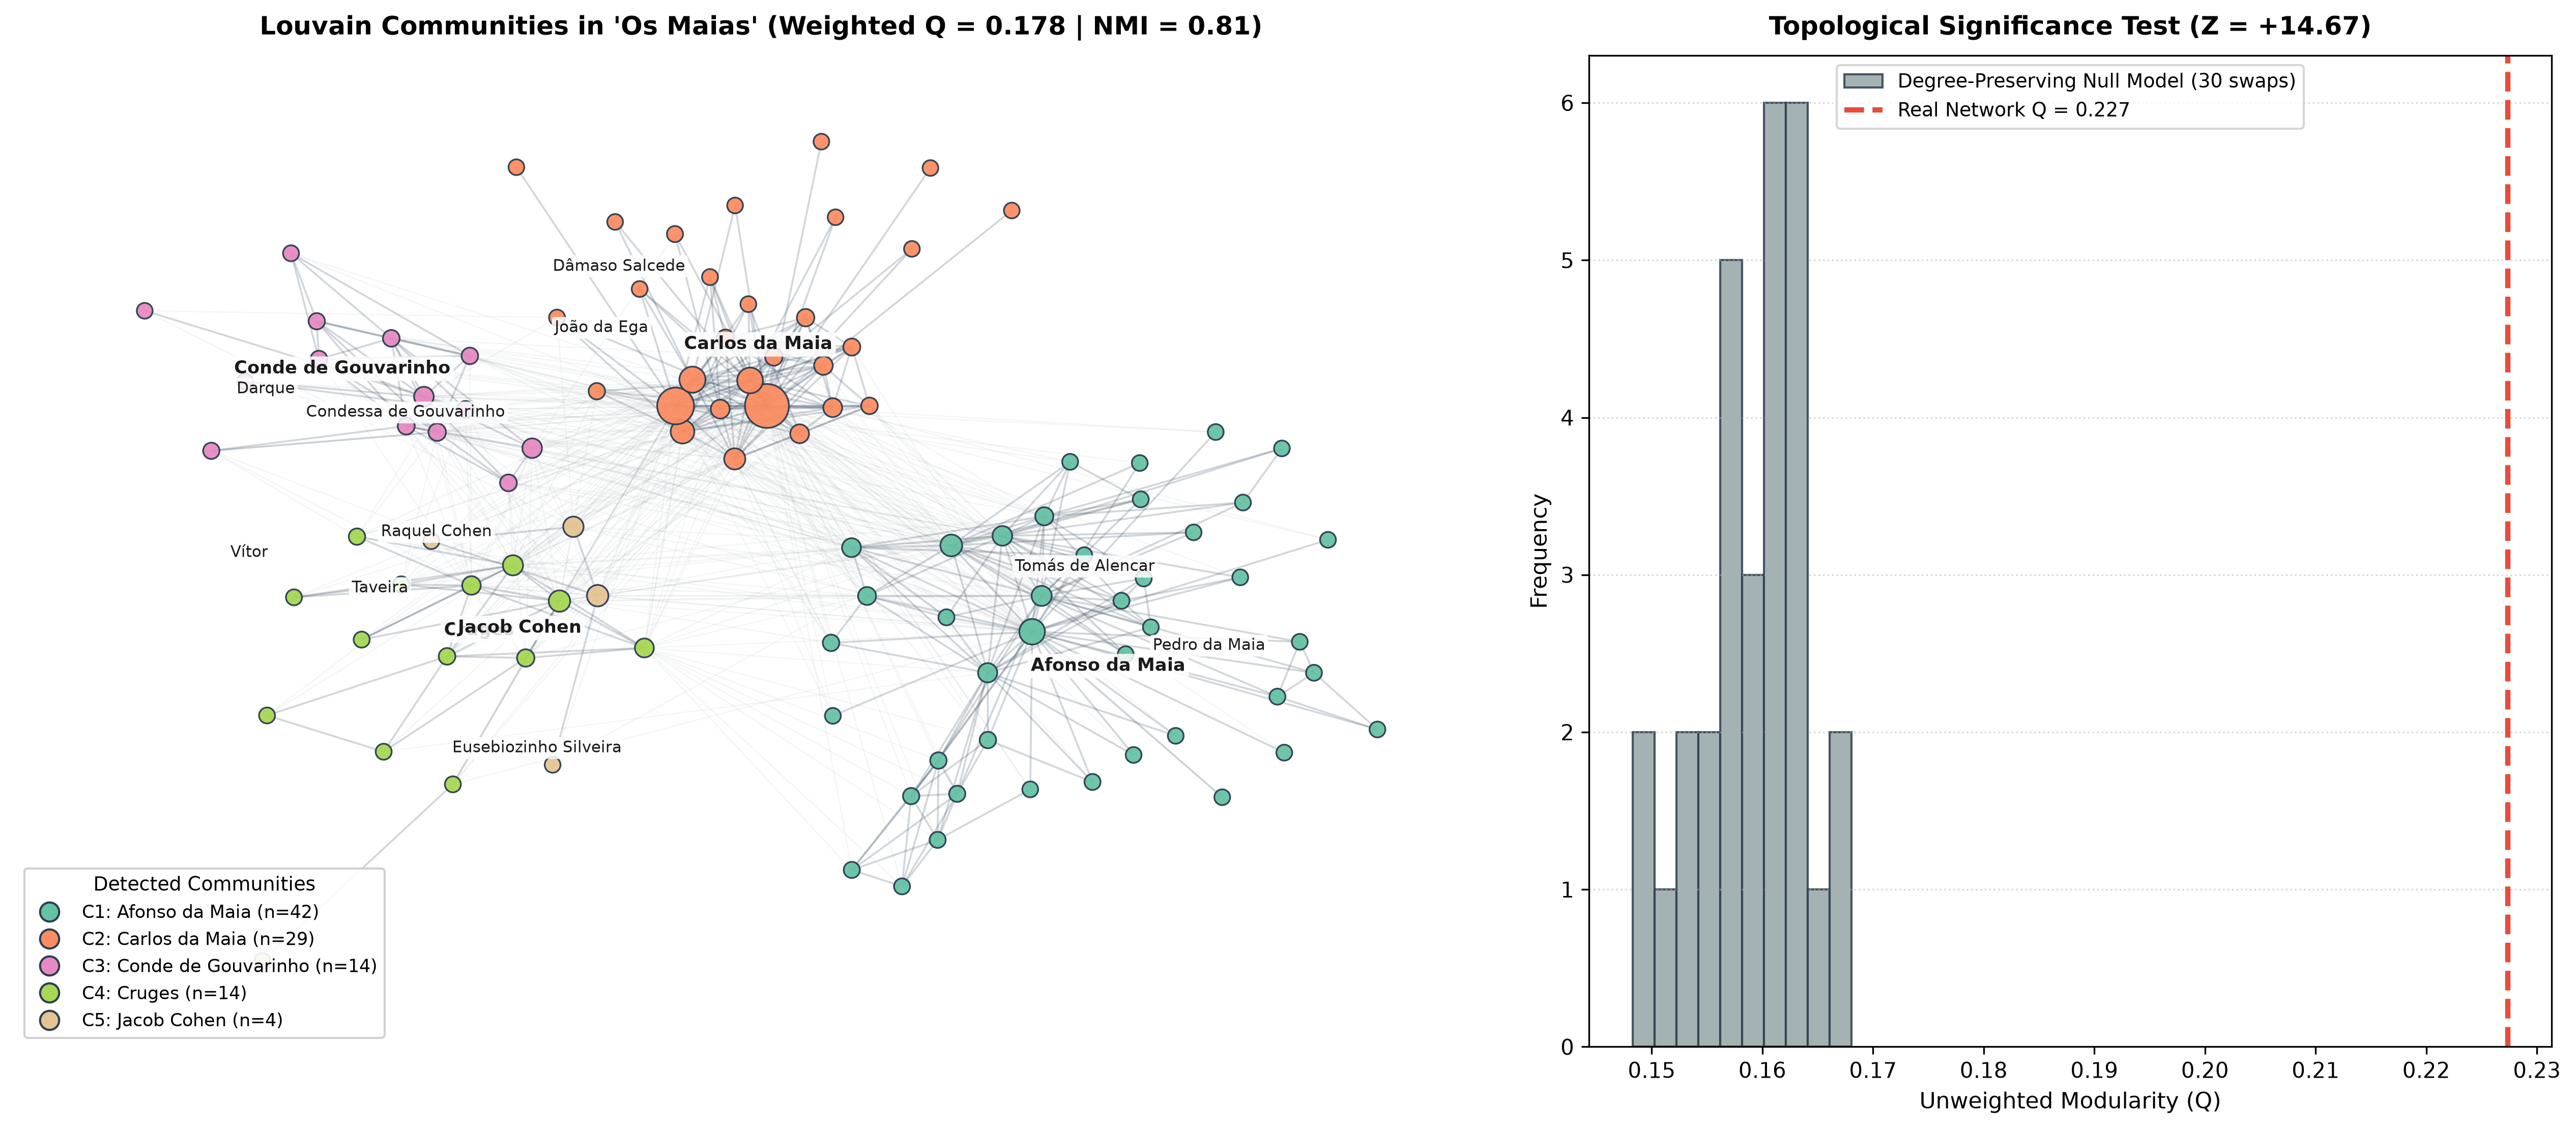 Louvain Communities in 'Os Maias' (Weighted Q = 0.178 | NMI = 0.81)
Dâmaso Salcede
João da Ega
Carlos da Maia
Conde de Gouvarinho
Darque
Condessa de Gouvarinho
Raquel Cohen
Vítor
Taveira
Jacob Cohen
Tomás de Alencar
Pedro da Maia
Afonso da Maia
Eusebiozinho Silveira
Detected Communities
C1: Afonso da Maia (n=42)
C2: Carlos da Maia (n=29)
C3: Conde de Gouvarinho (n=14)
C4: Cruges (n=14)
C5: Jacob Cohen (n=4)
Topological Significance Test (Z = +14.67)
Degree-Preserving Null Model (30 swaps)
Real Network Q = 0.227
Frequency
6
5
4
3
2
1
0
0.15 0.16 0.17 0.18 0.19 0.20 0.21 0.22 0.23
Unweighted Modularity (Q)